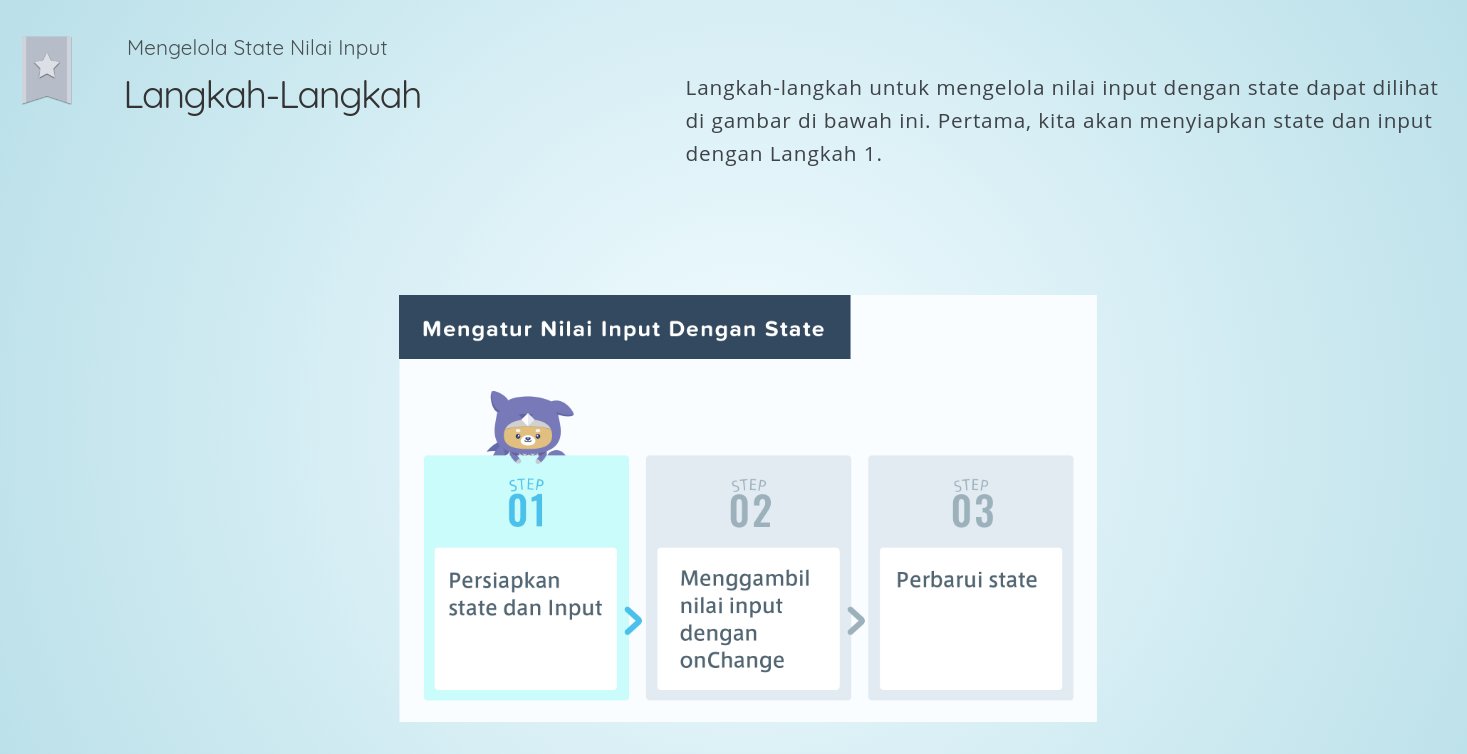 Mengelola State Nilai Input
Langkah-Langkah
Langkah-langkah untuk mengelola nilai input dengan state dapat dilihat
di gambar di bawah ini. Pertama, kita akan menyiapkan state dan input
dengan Langkah 1.
Mengatur Nilai Input Dengan State
STEP
01
Persiapkan
state dan Input
STEP
02
Menggambil
nilai input
dengan
onChange
STEP
03
Perbarui state